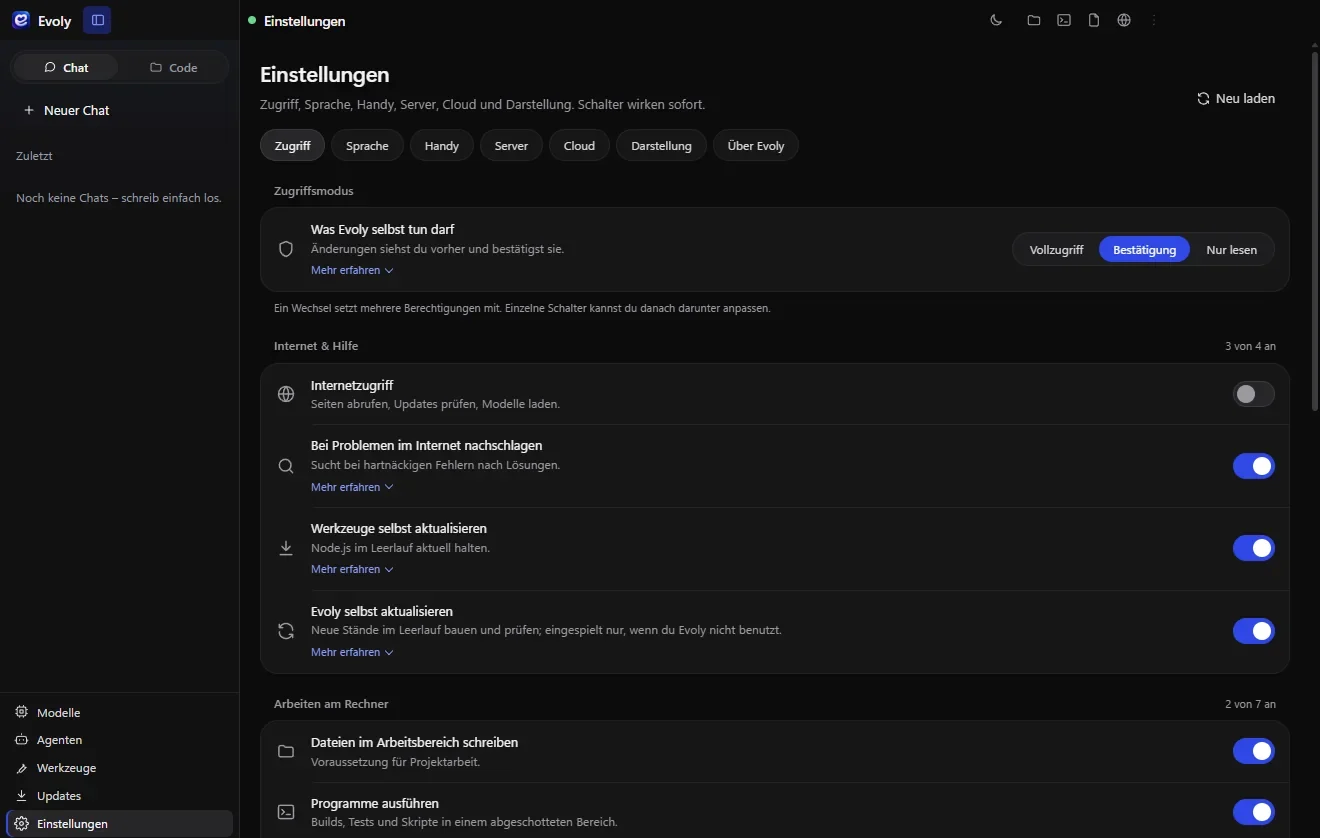 Evoly
Chat
Code
Neuer Chat
Zuletzt
Noch keine Chats – schreib einfach los.
Modelle
Agenten
Werkzeuge
Updates
Einstellungen
Einstellungen
Einstellungen
Zugriff, Sprache, Handy, Server, Cloud und Darstellung. Schalter wirken sofort.
Neu laden
Zugriff
Sprache
Handy
Server
Cloud
Darstellung
Über Evoly
Zugriffsmodus
Was Evoly selbst tun darf
Änderungen siehst du vorher und bestätigst sie.
Mehr erfahren
Vollzugriff
Bestätigung
Nur lesen
Ein Wechsel setzt mehrere Berechtigungen mit. Einzelne Schalter kannst du danach darunter anpassen.
Internet & Hilfe
3 von 4 an
Internetzugriff
Seiten abrufen, Updates prüfen, Modelle laden.
Bei Problemen im Internet nachschlagen
Sucht bei hartnäckigen Fehlern nach Lösungen.
Mehr erfahren
Werkzeuge selbst aktualisieren
Node.js im Leerlauf aktuell halten.
Mehr erfahren
Evoly selbst aktualisieren
Neue Stände im Leerlauf bauen und prüfen; eingespielt nur, wenn du Evoly nicht benutzt.
Mehr erfahren
Arbeiten am Rechner
2 von 7 an
Dateien im Arbeitsbereich schreiben
Voraussetzung für Projektarbeit.
Programme ausführen
Builds, Tests und Skripte in einem abgeschotteten Bereich.